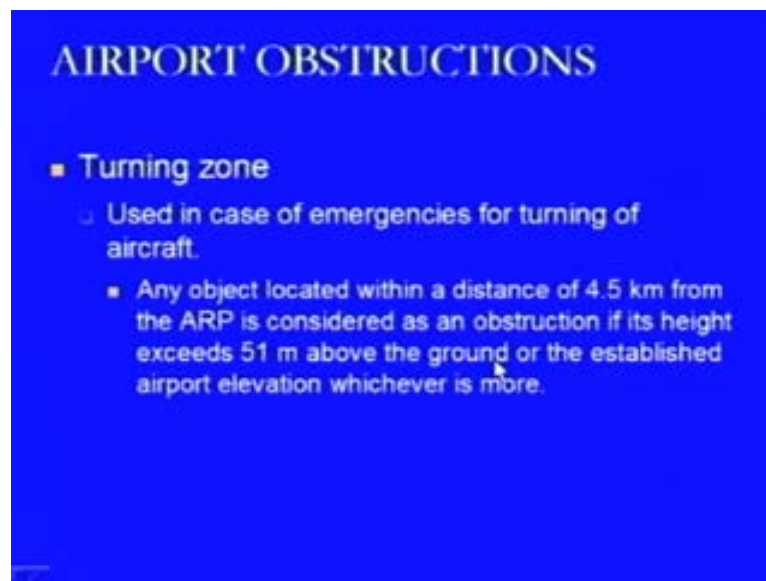 AIRPORT OBSTRUCTIONS
Turning zone
Used in case of emergencies for turning of
aircraft.
Any object located within a distance of 4.5 km from
the ARP is considered as an obstruction if its height
exceeds 51 m above the ground or the established
airport elevation whichever is more.